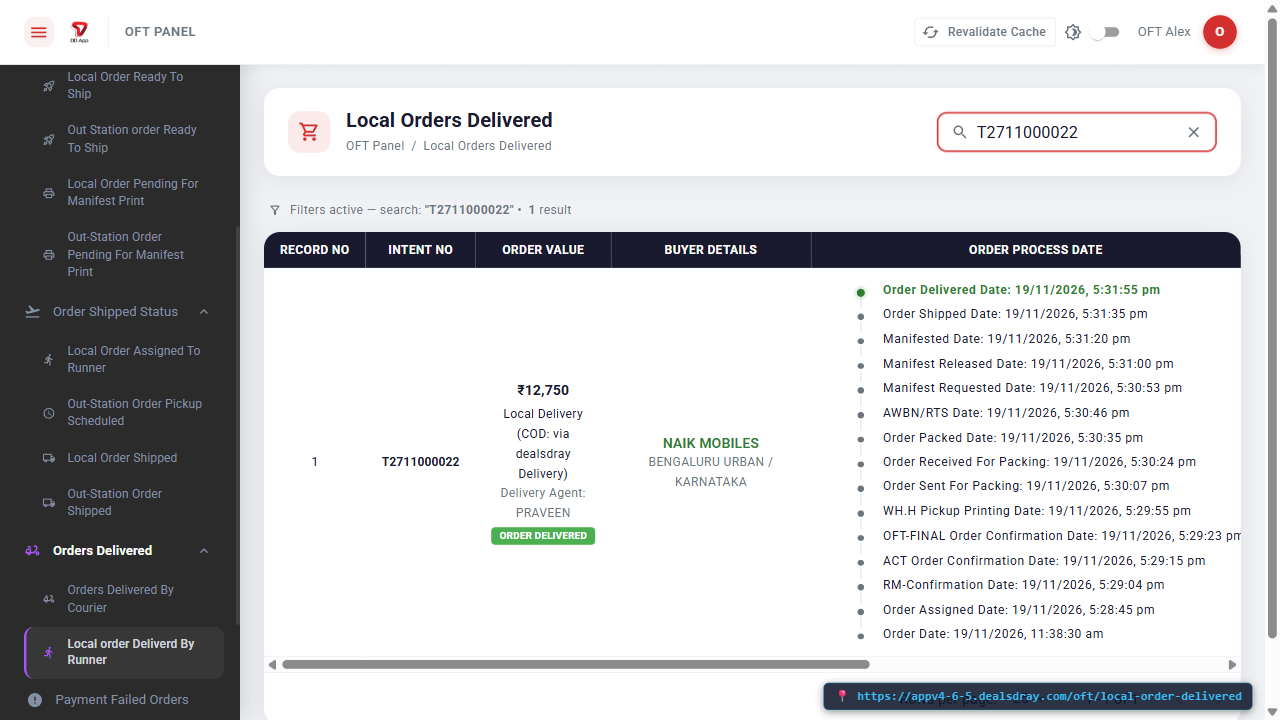 DD App
OFT PANEL
Revalidate Cache
OFT Alex
O
Local Order Ready To
Ship
Out Station order Ready
To Ship
Local Order Pending For
Manifest Print
Out-Station Order
Pending For Manifest
Print
Order Shipped Status
Local Order Assigned To
Runner
Out-Station Order Pickup
Scheduled
Local Order Shipped
Out-Station Order
Shipped
Orders Delivered
Orders Delivered By
Courier
Local order Deliverd By
Runner
Payment Failed Orders
Local Orders Delivered
OFT Panel / Local Orders Delivered
T2711000022
Filters active — search: "T2711000022" • 1 result
RECORD NO INTENT NO ORDER VALUE BUYER DETAILS ORDER PROCESS DATE
1
T2711000022
₹12,750
Local Delivery
(COD: via
dealsdray
Delivery)
Delivery Agent:
PRAVEEN
ORDER DELIVERED
NAIK MOBILES
BENGALURU URBAN /
KARNATAKA
Order Delivered Date: 19/11/2026, 5:31:55 pm
Order Shipped Date: 19/11/2026, 5:31:35 pm
Manifested Date: 19/11/2026, 5:31:20 pm
Manifest Released Date: 19/11/2026, 5:31:00 pm
Manifest Requested Date: 19/11/2026, 5:30:53 pm
AWBN/RTS Date: 19/11/2026, 5:30:46 pm
Order Packed Date: 19/11/2026, 5:30:35 pm
Order Received For Packing: 19/11/2026, 5:30:24 pm
Order Sent For Packing: 19/11/2026, 5:30:07 pm
WH.H Pickup Printing Date: 19/11/2026, 5:29:55 pm
OFT-FINAL Order Confirmation Date: 19/11/2026, 5:29:23 pm
ACT Order Confirmation Date: 19/11/2026, 5:29:15 pm
RM-Confirmation Date: 19/11/2026, 5:29:04 pm
Order Assigned Date: 19/11/2026, 5:28:45 pm
Order Date: 19/11/2026, 11:38:30 am
https://appv4-6-5.dealsdray.com/oft/local-order-delivered